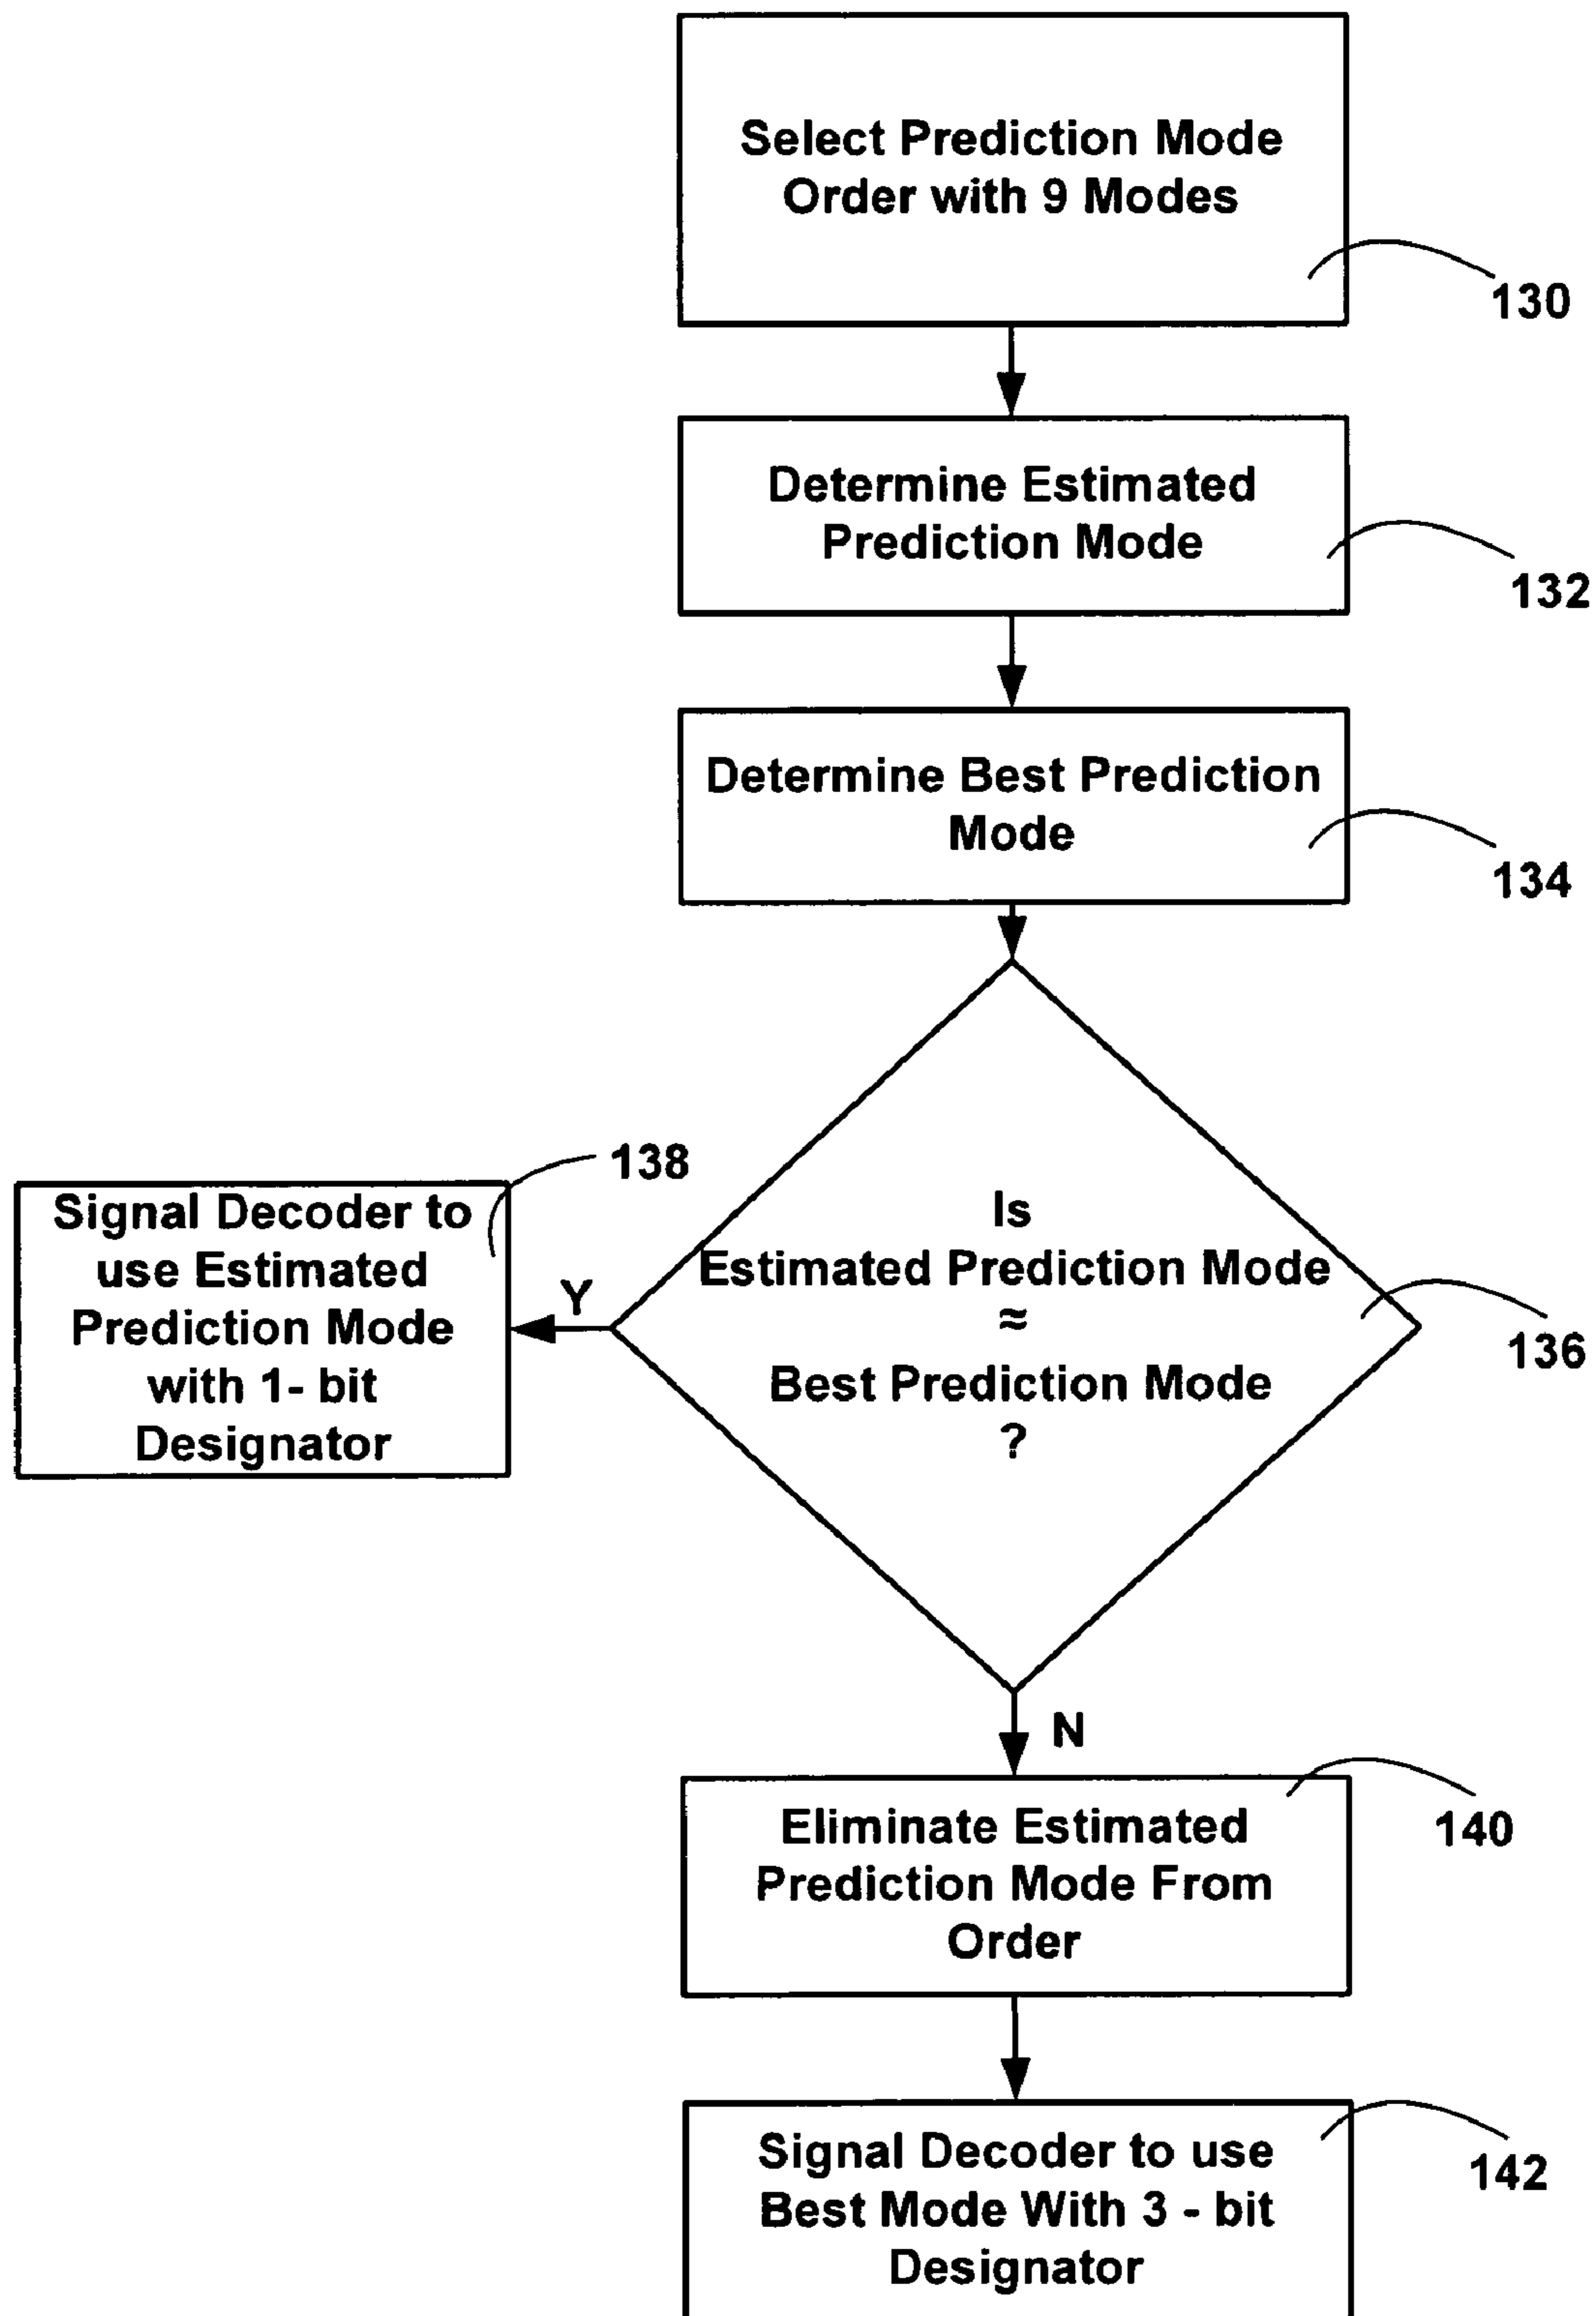 Select Prediction Mode
Order with 9 Modes
130
Determine Estimated
Prediction Mode
132
Determine Best Prediction
Mode
134
Is
Estimated Prediction Mode
≈
Best Prediction Mode
?
136
Y
138
Signal Decoder to
use Estimated
Prediction Mode
with 1- bit
Designator
N
Eliminate Estimated
Prediction Mode From
Order
140
Signal Decoder to use
Best Mode With 3 - bit
Designator
142